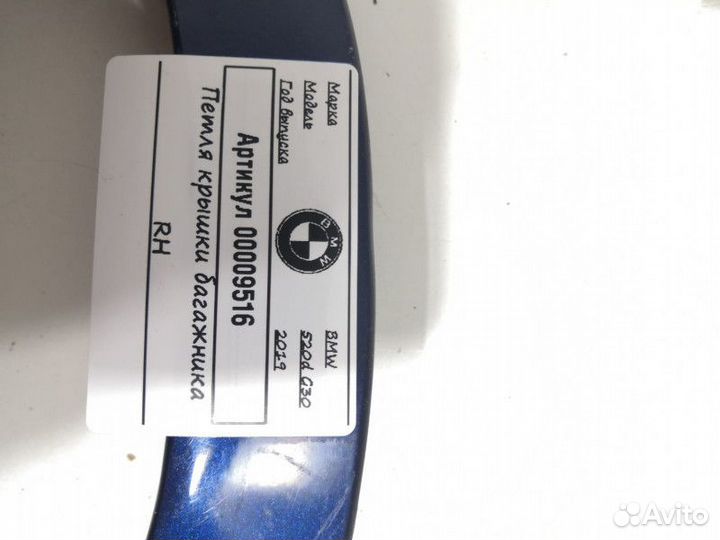 Марка BMW
Модель 520d G30
Год выпуска 2019
BMW
Артикул 00009516
Петля крышки багажника
RH
Avito